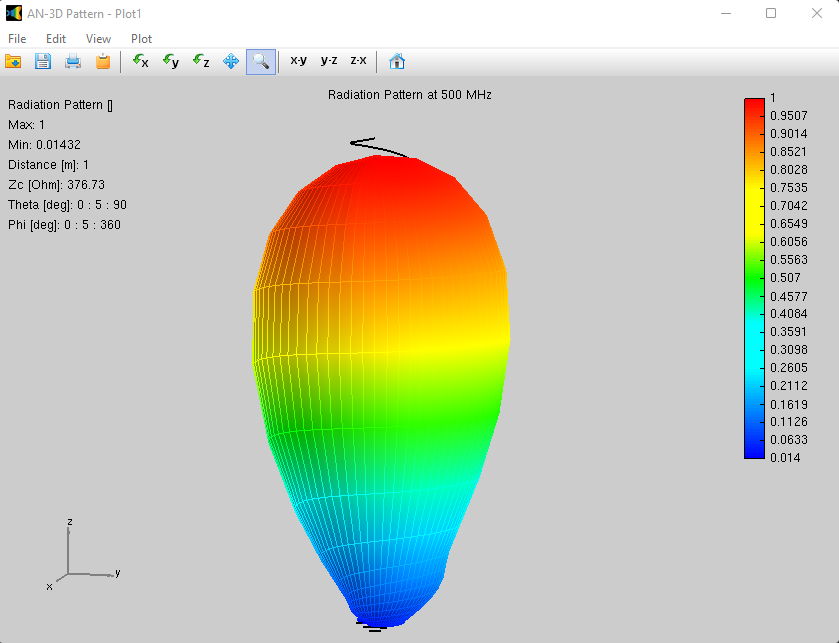 AN-3D Pattern - Plot1
File Edit View Plot
x y z x-y y-z z-x
Radiation Pattern at 500 MHz
Radiation Pattern []
Max: 1
Min: 0.01432
Distance [m]: 1
Zc [Ohm]: 376.73
Theta [deg]: 0 : 5 : 90
Phi [deg]: 0 : 5 : 360
1
0.9507
0.9014
0.8521
0.8028
0.7535
0.7042
0.6549
0.6056
0.5563
0.507
0.4577
0.4084
0.3591
0.3098
0.2605
0.2112
0.1619
0.1126
0.0633
0.014
z
y
x